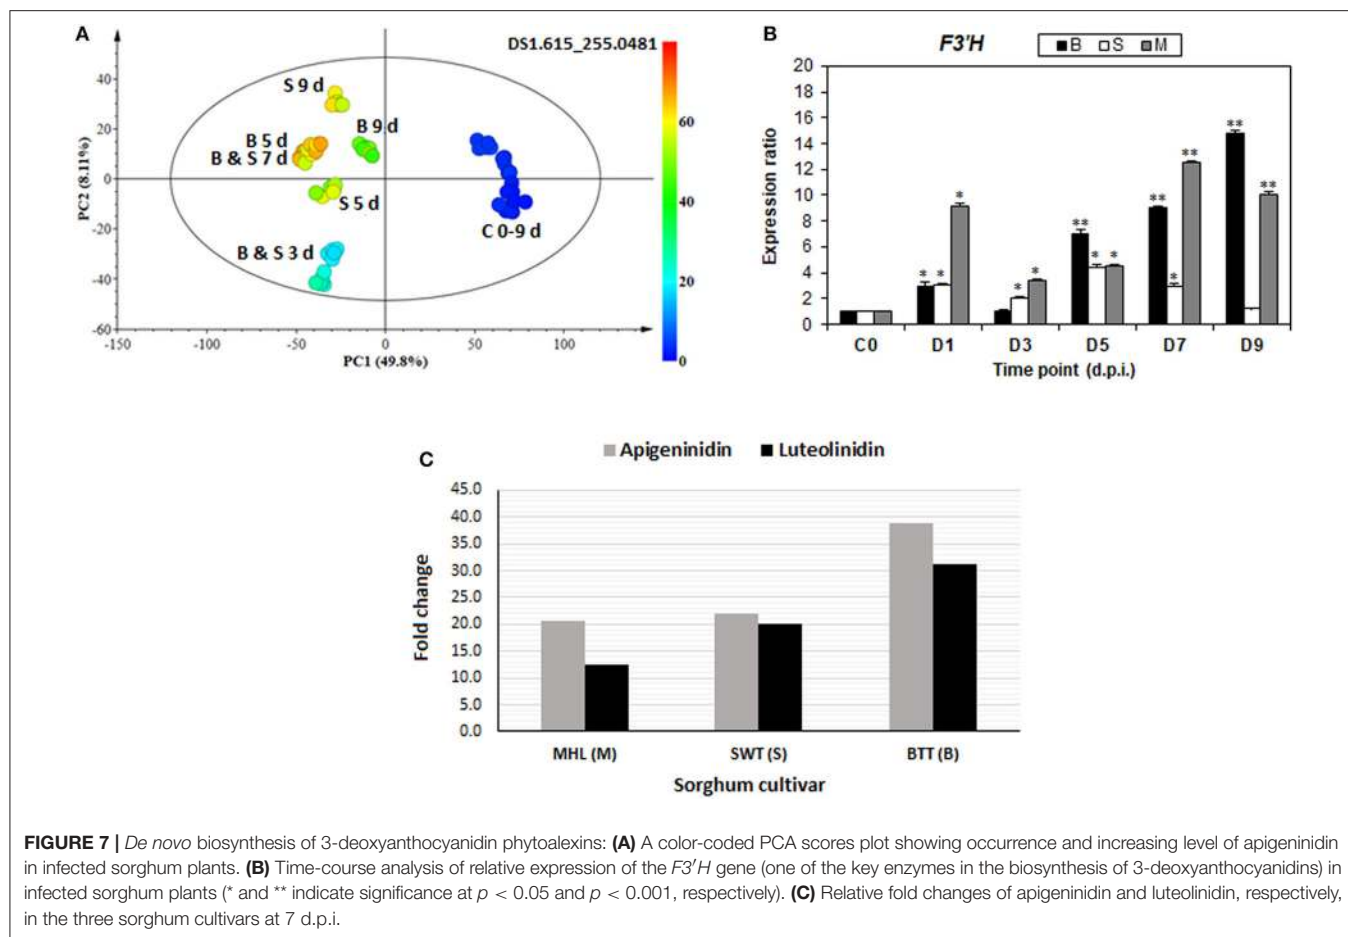 A
DS1.615_255.0481
40
20
0
-20
-40
-60
PC2 (8.11%)
-150
-100
-50
0
50
100
PC1 (49.8%)
S 9 d
B 5 d
B & S 7 d
B 9 d
S 5 d
B & S 3 d
C 0-9 d
60
40
20
0
B
F3'H
B S M
20
18
16
14
12
10
8
6
4
2
0
Expression ratio
* * *
* *
** * *
** * **
** **
C0 D1 D3 D5 D7 D9
Time point (d.p.i.)
C
Apigeninidin Luteolinidin
45.0
40.0
35.0
30.0
25.0
20.0
15.0
10.0
5.0
0.0
Fold change
MHL (M) SWT (S) BTT (B)
Sorghum cultivar
FIGURE 7 | De novo biosynthesis of 3-deoxyanthocyanidin phytoalexins: (A) A color-coded PCA scores plot showing occurrence and increasing level of apigeninidin
in infected sorghum plants. (B) Time-course analysis of relative expression of the F3′H gene (one of the key enzymes in the biosynthesis of 3-deoxyanthocyanidins) in
infected sorghum plants (* and ** indicate significance at p < 0.05 and p < 0.001, respectively). (C) Relative fold changes of apigeninidin and luteolinidin, respectively,
in the three sorghum cultivars at 7 d.p.i.